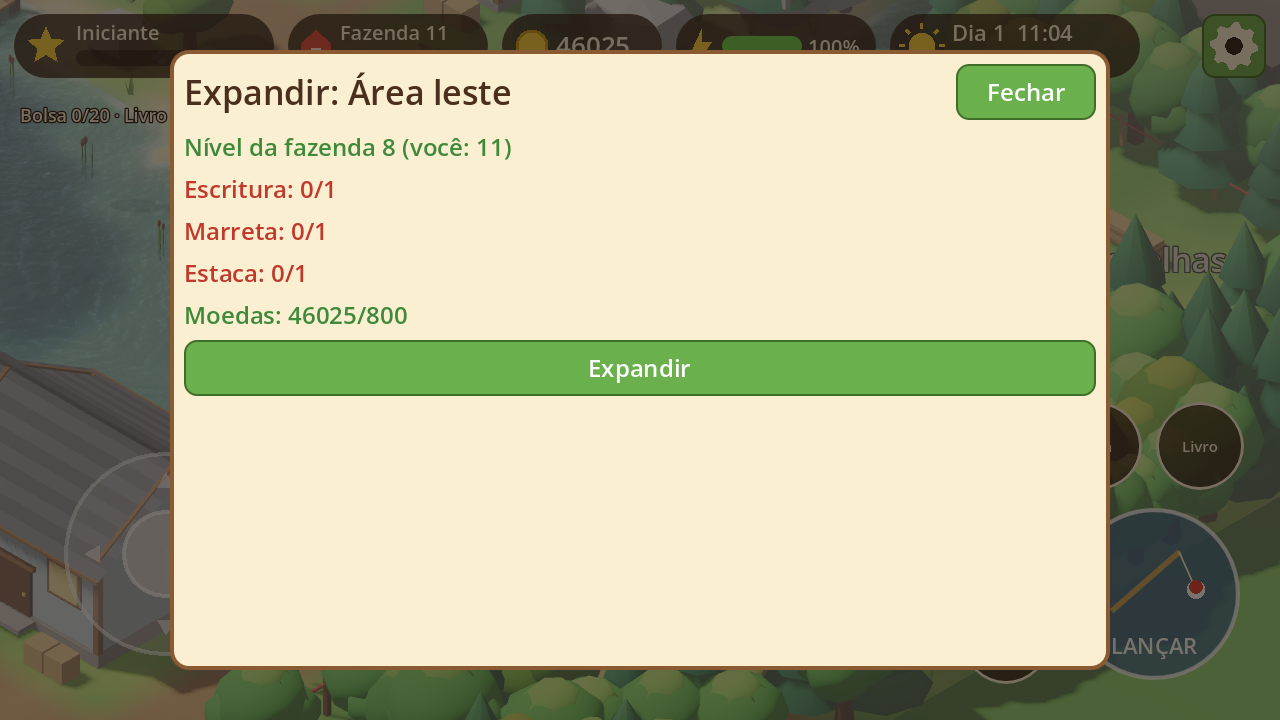 Iniciante
Fazenda 11
46025
100%
Dia 1 11:04
Bolsa 0/20 · Livro
Expandir: Área leste
Fechar
Nível da fazenda 8 (você: 11)
Escritura: 0/1
Marreta: 0/1
Estaca: 0/1
Moedas: 46025/800
Expandir
Livro
LANÇAR